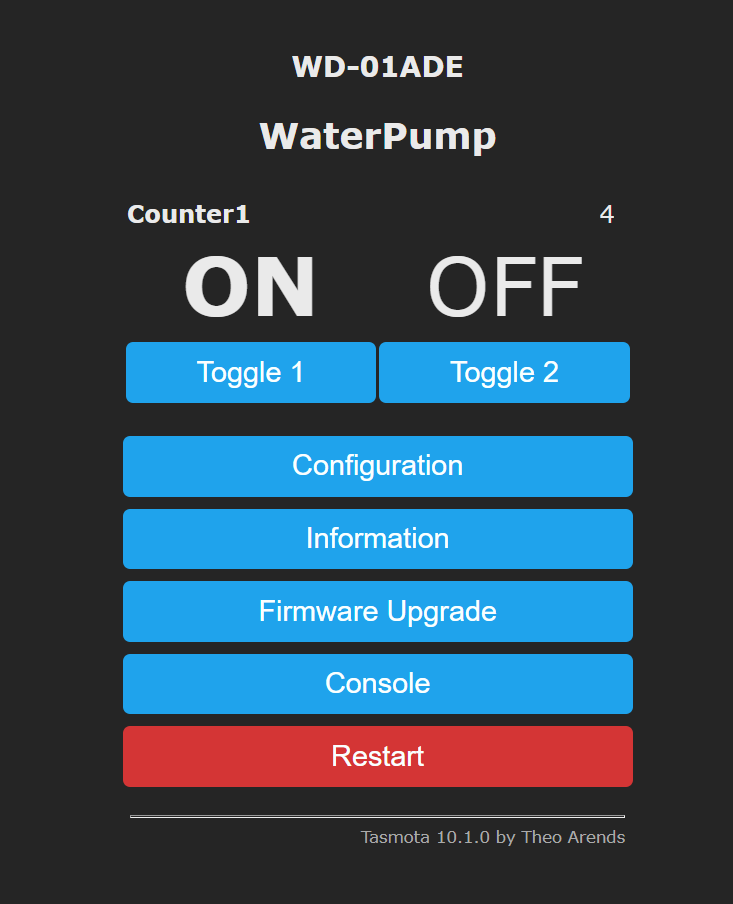 WD-01ADE
WaterPump
Counter1 4
ON OFF
Toggle 1 Toggle 2
Configuration
Information
Firmware Upgrade
Console
Restart
Tasmota 10.1.0 by Theo Arends